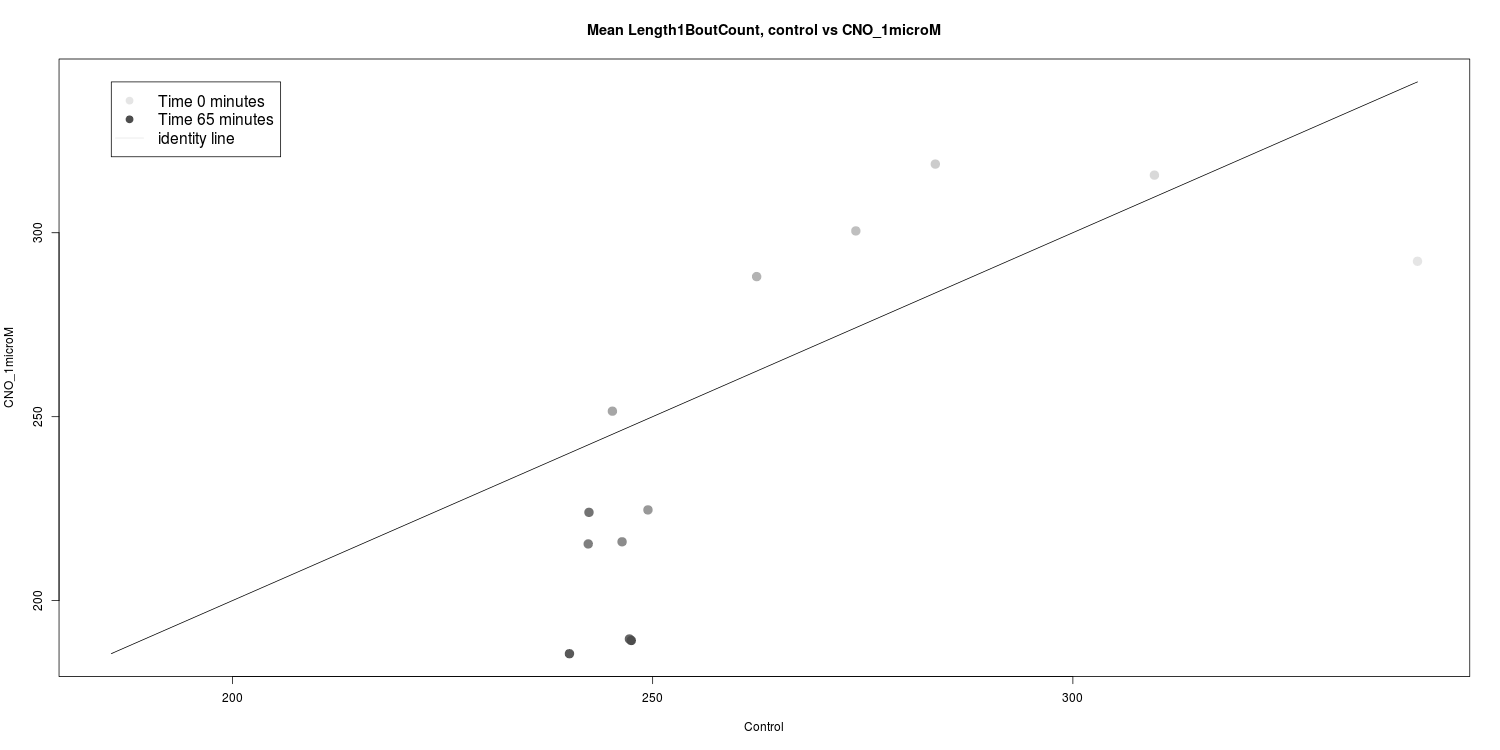 Mean Length1BoutCount, control vs CNO_1microM
Time 0 minutes
Time 65 minutes
identity line
300
250
200
CNO_1microM
200
250
300
Control